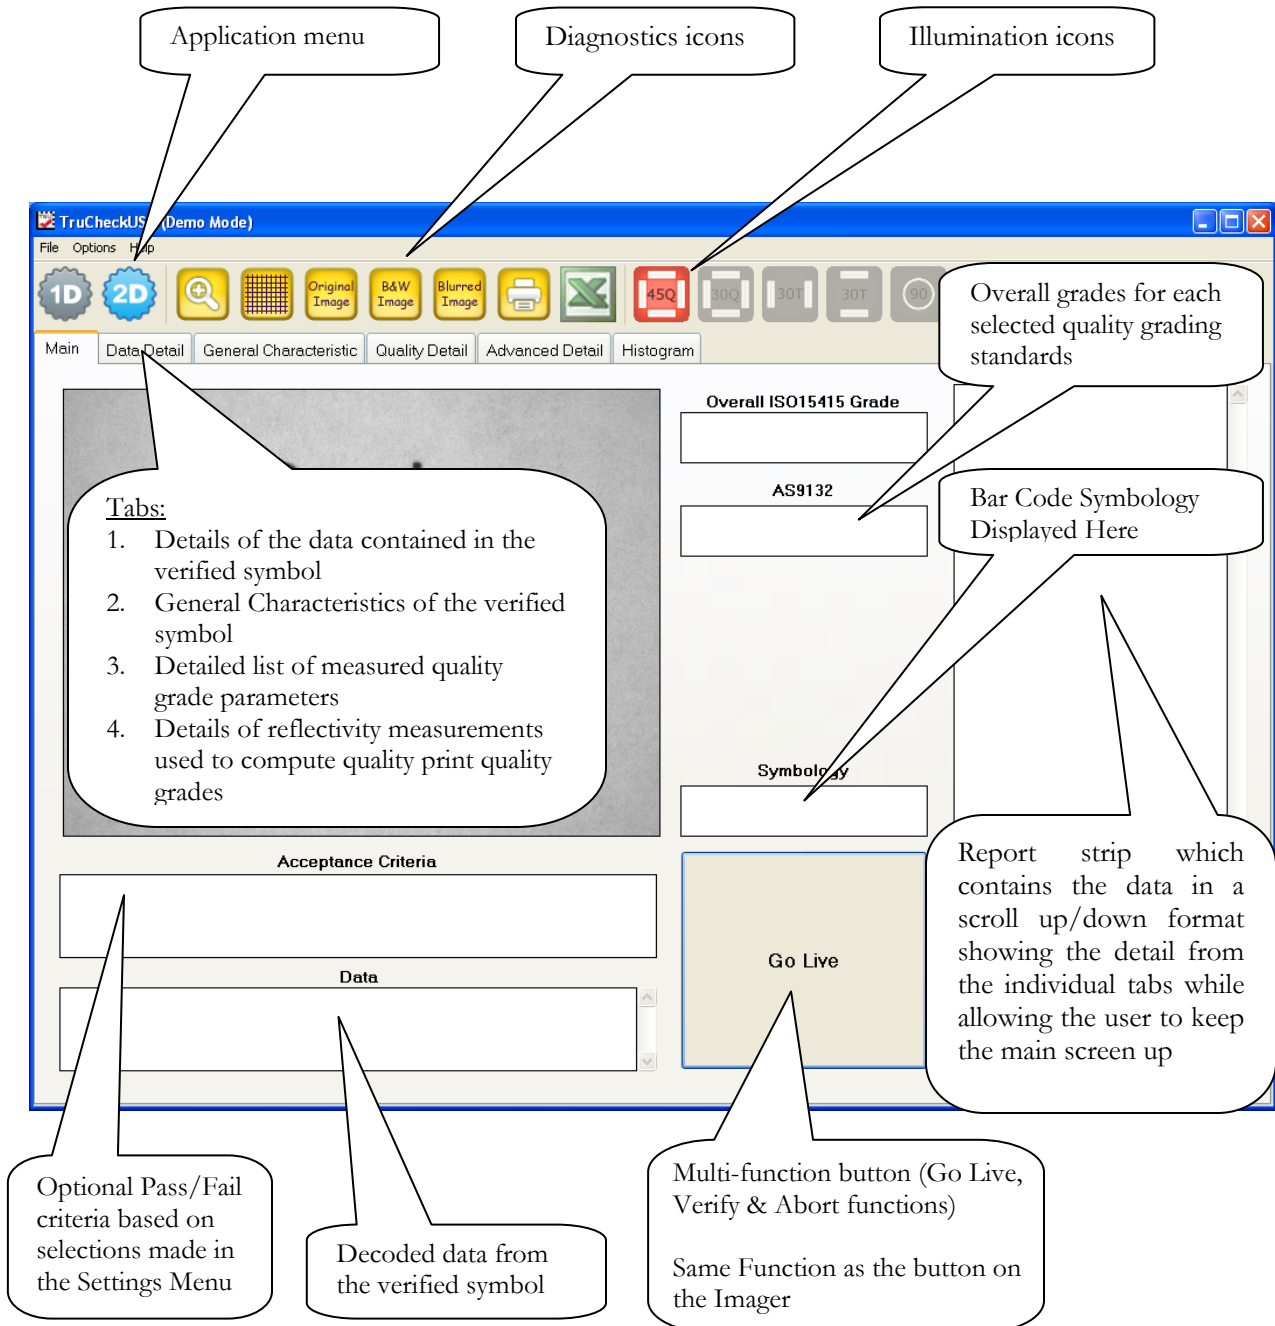 Application menu
Diagnostics icons
Illumination icons
(Demo Mode)
File Options Help
1D
2D
Original
Image
B&W
Image
Blurred
Image
45Q
30Q
30T
30T
90
Overall grades for each
selected quality grading
standards
Main
Data Detail
General Characteristic
Quality Detail
Advanced Detail
Histogram
Overall ISO15415 Grade
AS9132
Bar Code Symbology
Displayed Here
Tabs:
1. Details of the data contained in the
verified symbol
2. General Characteristics of the verified
symbol
3. Detailed list of measured quality
grade parameters
4. Details of reflectivity measurements
used to compute quality print quality
grades
Symbology
Acceptance Criteria
Data
Go Live
Report strip which
contains the data in a
scroll up/down format
showing the detail from
the individual tabs while
allowing the user to keep
the main screen up
Optional Pass/Fail
criteria based on
selections made in
the Settings Menu
Decoded data from
the verified symbol
Multi-function button (Go Live,
Verify & Abort functions)
Same Function as the button on
the Imager